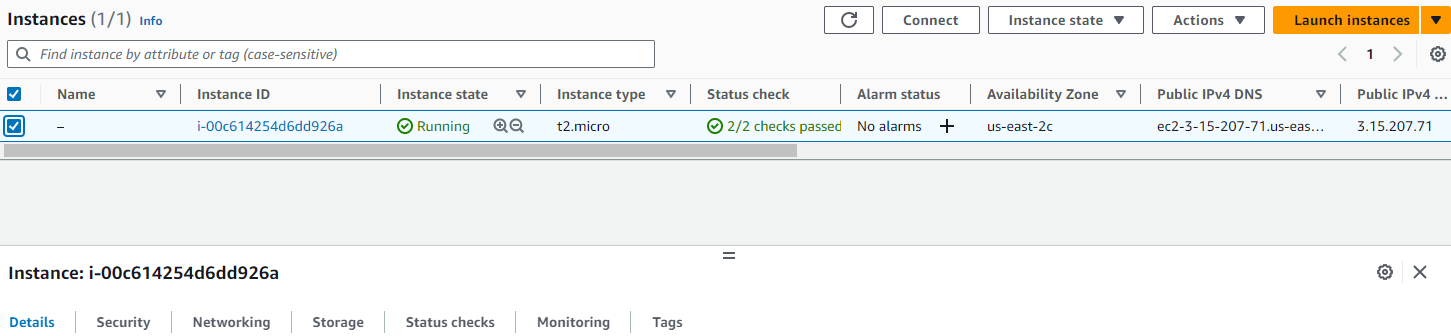 Instances (1/1) Info Connect Instance state Actions Launch instances
Find instance by attribute or tag (case-sensitive) 1
Name Instance ID Instance state Instance type Status check Alarm status Availability Zone Public IPv4 DNS Public IPv4 ...
– i-00c614254d6dd926a Running t2.micro 2/2 checks passed No alarms + us-east-2c ec2-3-15-207-71.us-eas... 3.15.207.71
Instance: i-00c614254d6dd926a
Details Security Networking Storage Status checks Monitoring Tags